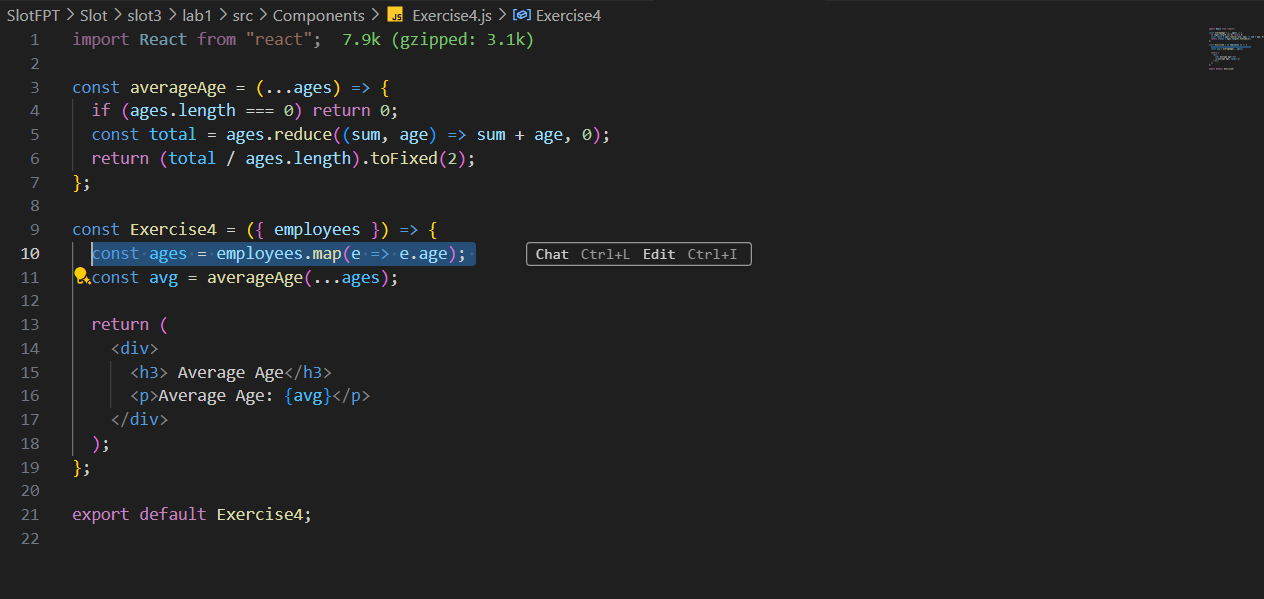 SlotFPT > Slot > slot3 > lab1 > src > Components > JS Exercise4.js > Exercise4
1 import React from "react"; 7.9k (gzipped: 3.1k)
2
3 const averageAge = (...ages) => {
4 if (ages.length === 0) return 0;
5 const total = ages.reduce((sum, age) => sum + age, 0);
6 return (total / ages.length).toFixed(2);
7 };
8
9 const Exercise4 = ({ employees }) => {
10 const ages = employees.map(e => e.age); Chat Ctrl+L Edit Ctrl+I
11 const avg = averageAge(...ages);
12
13 return (
14 <div>
15 <h3> Average Age</h3>
16 <p>Average Age: {avg}</p>
17 </div>
18 );
19 };
20
21 export default Exercise4;
22